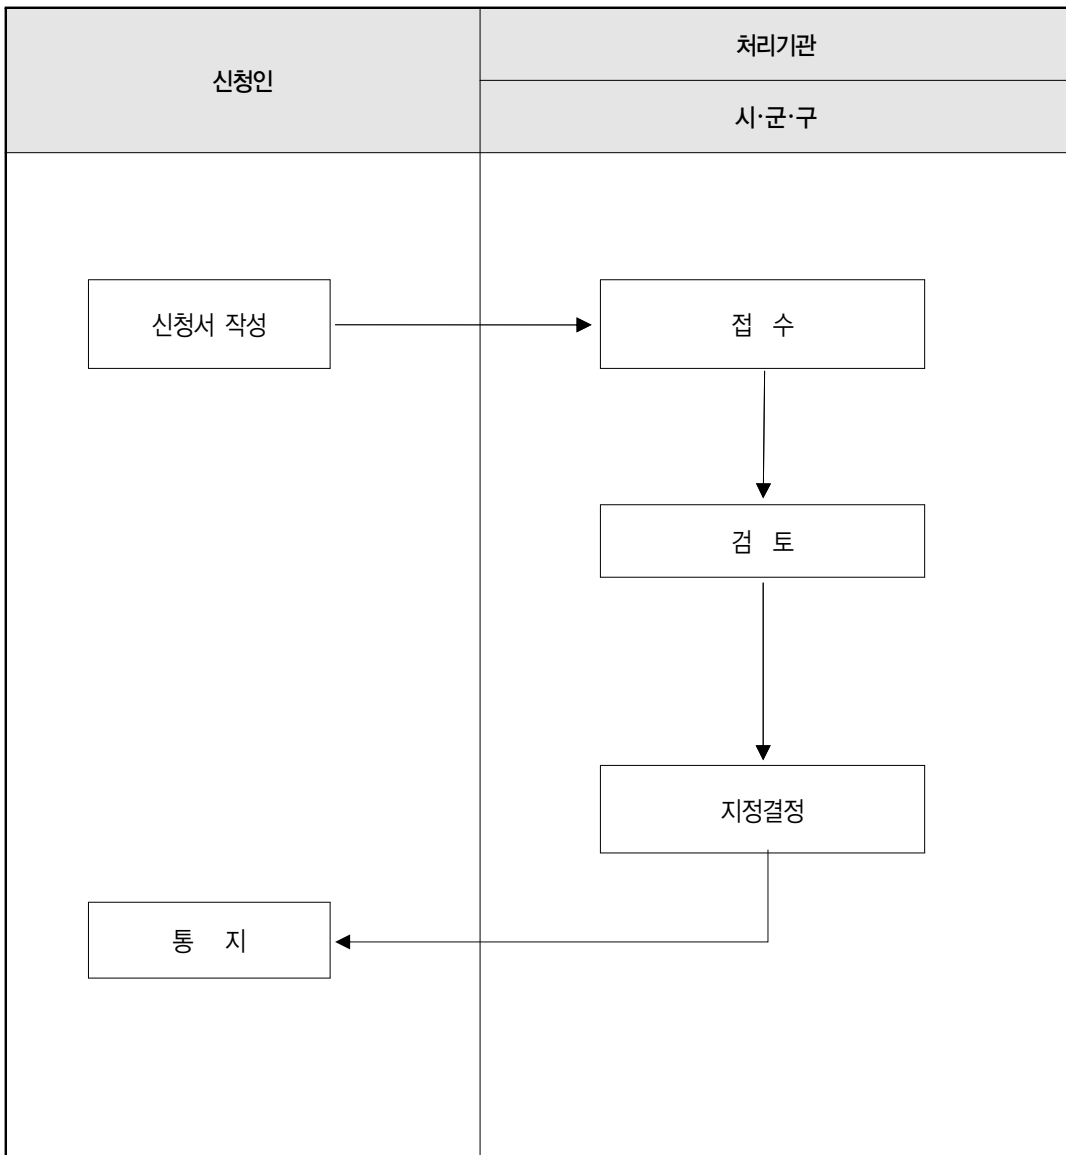 신청인
처리기관
시·군·구
신청서 작성
접 수
검 토
지정결정
통 지